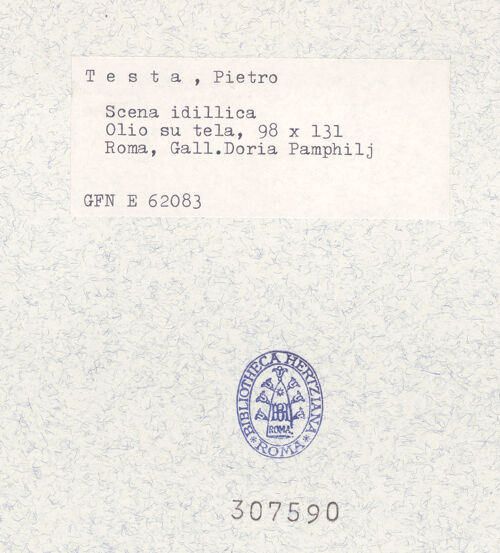 T e s t a , Pietro
Scena idillica
Olio su tela, 98 x 131
Roma, Gall.Doria Pamphilj
GFN E 62083
BIBLIOTHECA HERTZIANA
BH
ROMA
* ROMA *
307590